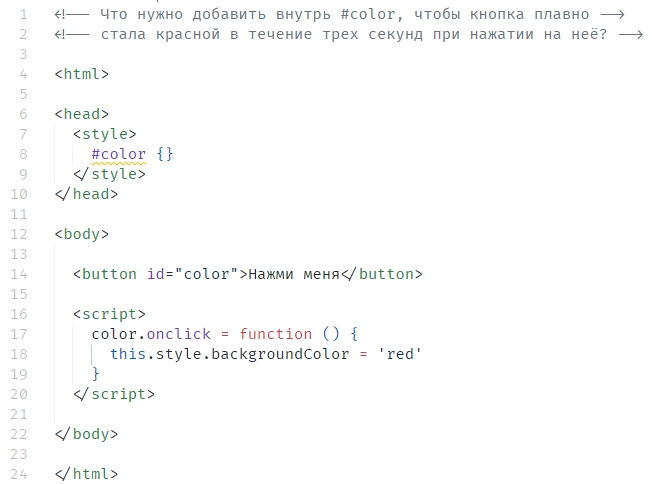 1 <!-- Что нужно добавить внутрь #color, чтобы кнопка плавно -->
2 <!-- стала красной в течение трех секунд при нажатии на неё? -->
3
4 <html>
5
6 <head>
7 <style>
8 #color {}
9 </style>
10 </head>
11
12 <body>
13
14 <button id="color">Нажми меня</button>
15
16 <script>
17 color.onclick = function () {
18 this.style.backgroundColor = 'red'
19 }
20 </script>
21
22 </body>
23
24 </html>